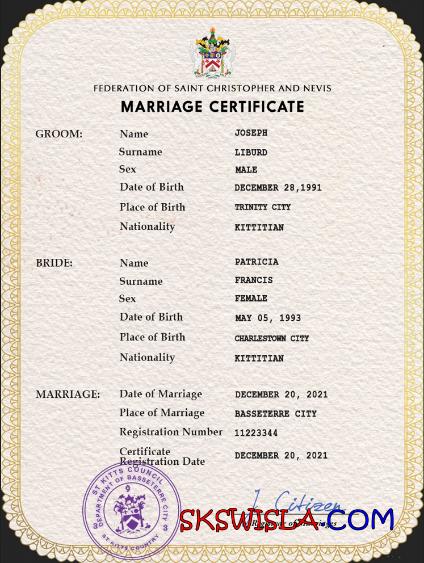 FEDERATION OF SAINT CHRISTOPHER AND NEVIS
MARRIAGE CERTIFICATE
GROOM:
Name JOSEPH
Surname LIBURD
Sex MALE
Date of Birth DECEMBER 28,1991
Place of Birth TRINITY CITY
Nationality KITTITIAN
BRIDE:
Name PATRICIA
Surname FRANCIS
Sex FEMALE
Date of Birth MAY 05, 1993
Place of Birth CHARLESTOWN CITY
Nationality KITTITIAN
MARRIAGE:
Date of Marriage DECEMBER 20, 2021
Place of Marriage BASSETERRE CITY
Registration Number 11223344
Certificate
Registration Date DECEMBER 20, 2021
ST KITTS COUNCIL
DEPARTMENT OF BASSETERRE CITY
ST KITTS COUNTRY
J. Citizen
SKSWISLA.COM